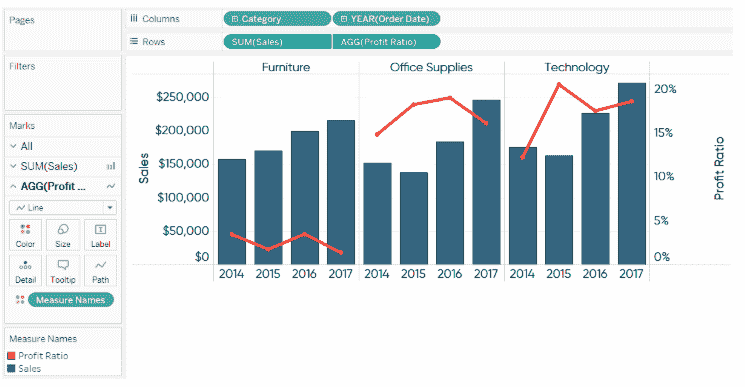 Pages
Columns
Category
YEAR(Order Date)
Rows
SUM(Sales)
AGG(Profit Ratio)
Filters
Marks
All
SUM(Sales)
AGG(Profit ...
Line
Color Size Label
Detail Tooltip Path
Measure Names
Measure Names
Profit Ratio
Sales
Furniture Office Supplies Technology
Sales
$250,000
$200,000
$150,000
$100,000
$50,000
$0
2014 2015 2016 2017 2014 2015 2016 2017 2014 2015 2016 2017
20%
15%
10%
5%
0%
Profit Ratio